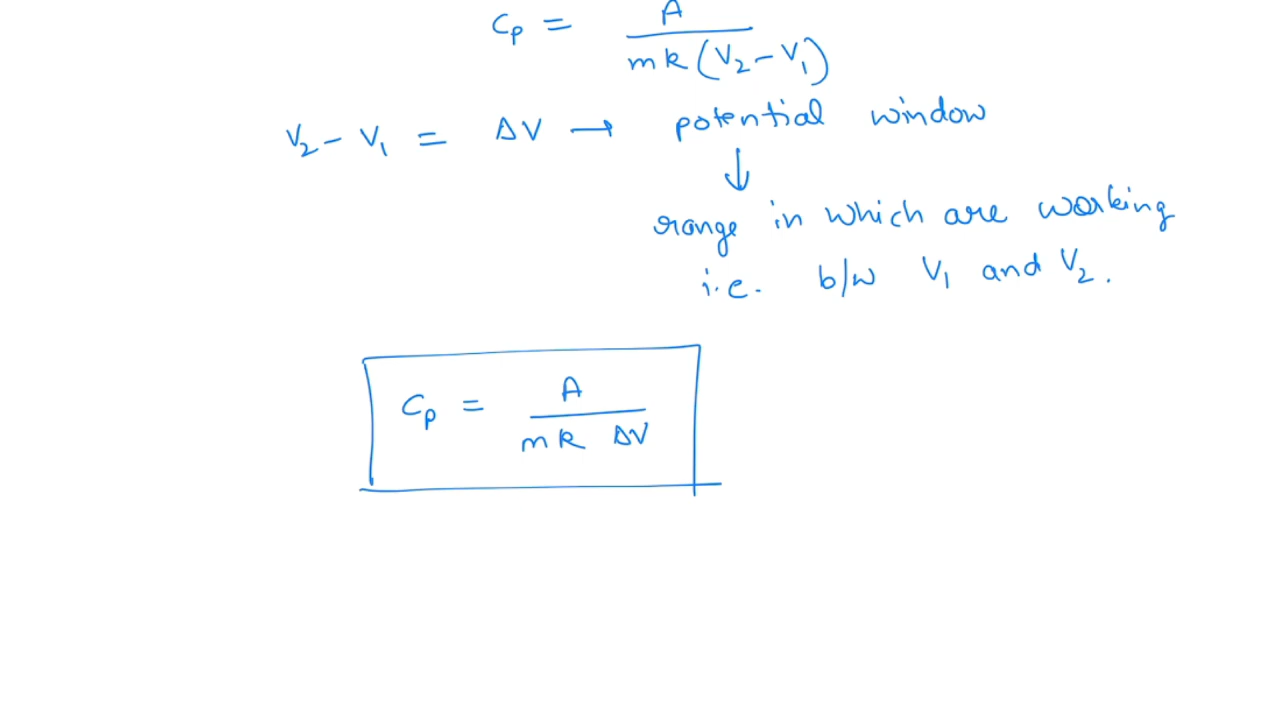 Cp = A / mk (V₂ - V₁)
V₂ - V₁ = ΔV → potential window
↓
range in which are working
i.e. b/w V₁ and V₂.
Cp = A / mk ΔV